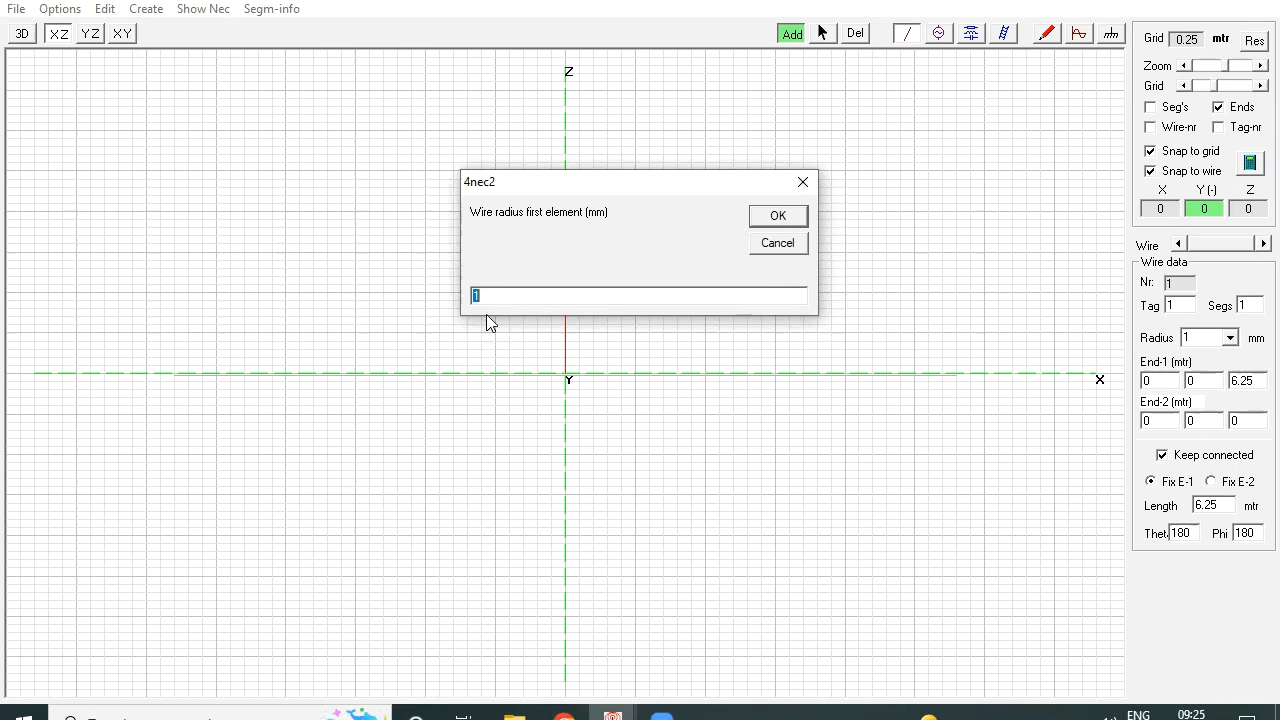 File Options Edit Create Show Nec Segm-info
3D XZ YZ XY Add Del
Grid 0.25 mtr Res
Zoom
Grid
Seg's Ends
Wire-nr Tag-nr
Snap to grid
Snap to wire
X Y (-) Z
0 0 0
Wire
Wire data
Nr. 1
Tag 1 Segs 1
Radius 1 mm
End-1 (mtr)
0 0 6.25
End-2 (mtr)
0 0 0
Keep connected
Fix E-1 Fix E-2
Length 6.25 mtr
Thet 180 Phi 180
Z
4nec2
Wire radius first element (mm)
OK
Cancel
1
Y
X
ENG 09:25